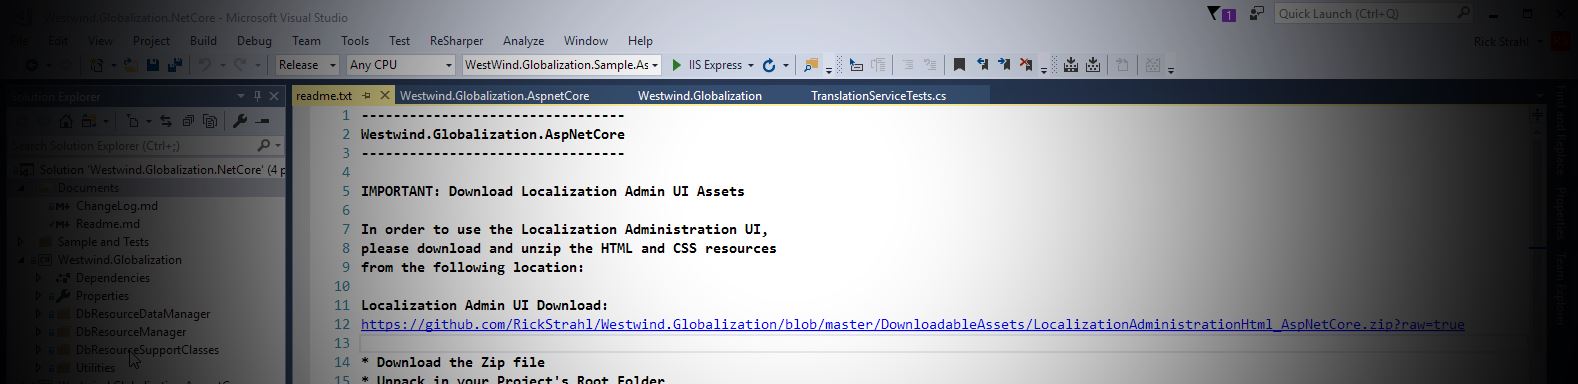 Westwind.Globalization.NetCore - Microsoft Visual Studio
1
Quick Launch (Ctrl+Q)
File Edit View Project Build Debug Team Tools Test ReSharper Analyze Window Help
Rick Strahl
Release Any CPU WestWind.Globalization.Sample.As IIS Express
Solution Explorer
readme.txt Westwind.Globalization.AspnetCore Westwind.Globalization TranslationServiceTests.cs
Search Solution Explorer (Ctrl+;)
Solution 'Westwind.Globalization.NetCore' (4 p
Documents
ChangeLog.md
Readme.md
Sample and Tests
Westwind.Globalization
Dependencies
Properties
DbResourceDataManager
DbResourceManager
DbResourceSupportClasses
Utilities
1 ---------------------------------
2 Westwind.Globalization.AspNetCore
3 ---------------------------------
4
5 IMPORTANT: Download Localization Admin UI Assets
6
7 In order to use the Localization Administration UI,
8 please download and unzip the HTML and CSS resources
9 from the following location:
10
11 Localization Admin UI Download:
12 https://github.com/RickStrahl/Westwind.Globalization/blob/master/DownloadableAssets/LocalizationAdministrationHtml_AspNetCore.zip?raw=true
13
14 * Download the Zip file
15 * Unpack in your Project's Root Folder
Find and Replace
Properties
Team Explorer